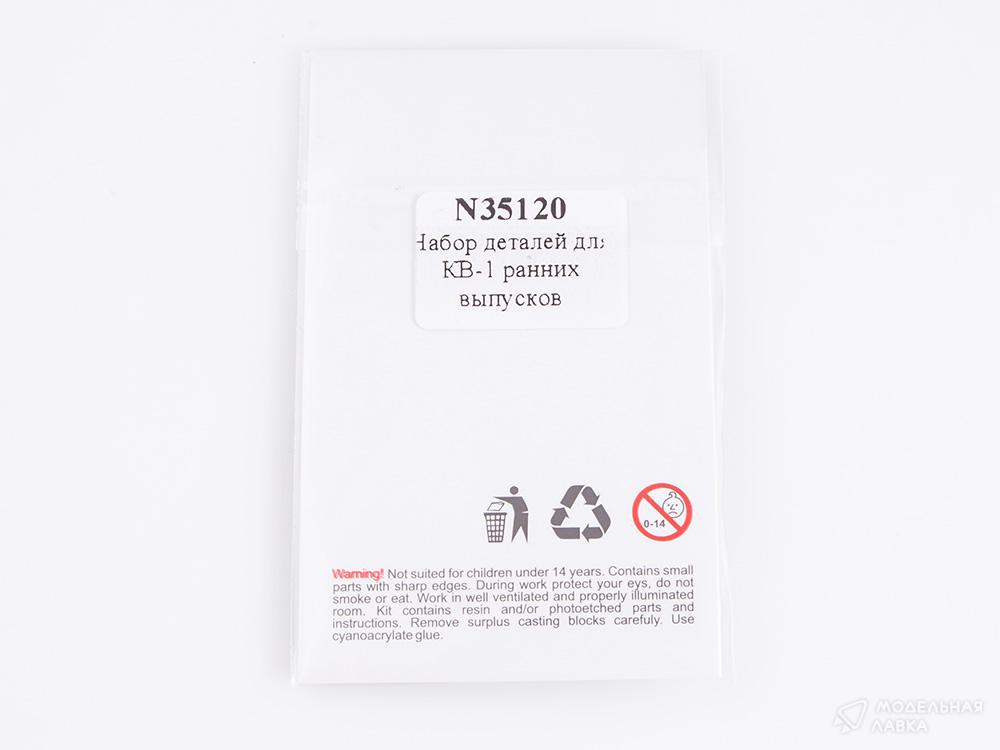 N35120
Набор деталей для
КВ-1 ранних
выпусков
0-14
Warning! Not suited for children under 14 years. Contains small
parts with sharp edges. During work protect your eys, do not
smoke or eat. Work in well ventilated and properly illuminated
room. Kit contains resin and/or photoetched parts and
instructions. Remove surplus casting blocks carefuly. Use
cyanoacrylate glue.
МОДЕЛЬНАЯ
ЛАВКА